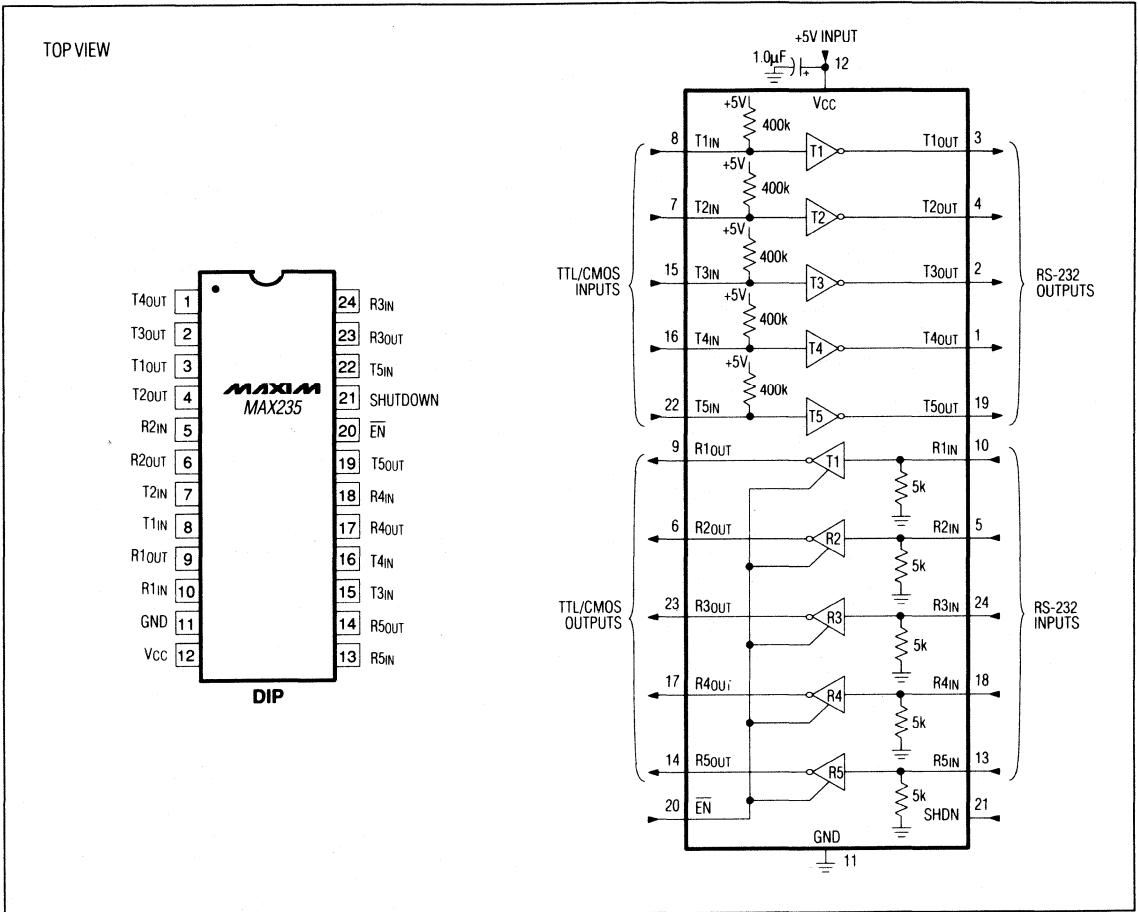 TOP VIEW
T4OUT 1
T3OUT 2
T1OUT 3
T2OUT 4
R2IN 5
R2OUT 6
T2IN 7
T1IN 8
R1OUT 9
R1IN 10
GND 11
VCC 12
MAXIM
MAX235
24 R3IN
23 R3OUT
22 T5IN
21 SHUTDOWN
20 E̅N̅
19 T5OUT
18 R4IN
17 R4OUT
16 T4IN
15 T3IN
14 R5OUT
13 R5IN
DIP
+5V INPUT
1.0µF + 12
VCC
+5V
400k
8 T1IN T1 T1OUT 3
+5V
400k
7 T2IN T2 T2OUT 4
+5V
400k
15 T3IN T3 T3OUT 2
+5V
400k
16 T4IN T4 T4OUT 1
+5V
400k
22 T5IN T5 T5OUT 19
TTL/CMOS
INPUTS
RS-232
OUTPUTS
9 R1OUT T1 R1IN 10
5k
6 R2OUT R2 R2IN 5
5k
23 R3OUT R3 R3IN 24
5k
17 R4OUT R4 R4IN 18
5k
14 R5OUT R5 R5IN 13
5k
TTL/CMOS
OUTPUTS
RS-232
INPUTS
20 E̅N̅ SHDN 21
GND
11